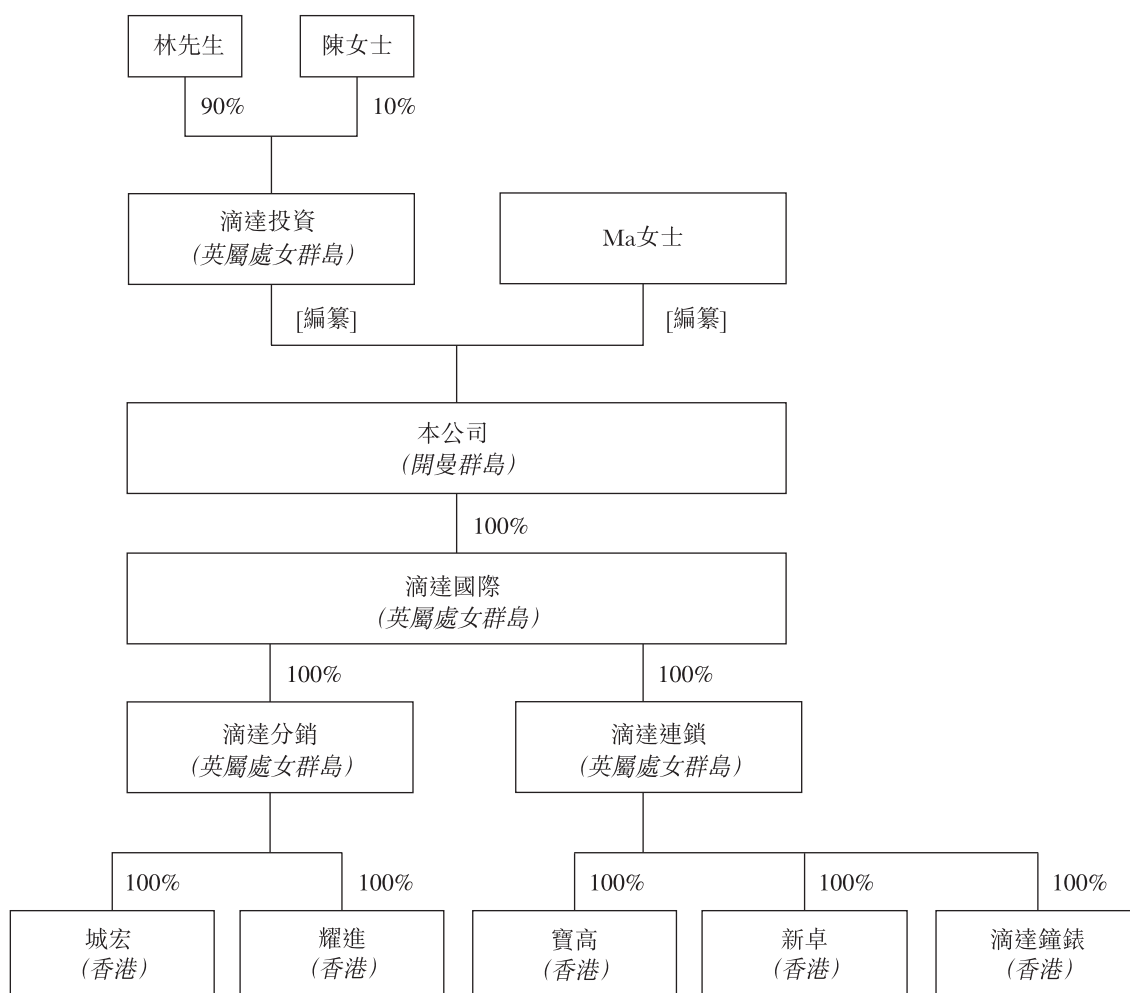 林先生
陳女士
90%
10%
滴達投資
(英屬處女群島)
Ma女士
[編纂]
[編纂]
本公司
(開曼群島)
100%
滴達國際
(英屬處女群島)
100%
100%
滴達分銷
(英屬處女群島)
滴達連鎖
(英屬處女群島)
100%
100%
100%
100%
100%
城宏
(香港)
耀進
(香港)
寶高
(香港)
新卓
(香港)
滴達鐘錶
(香港)